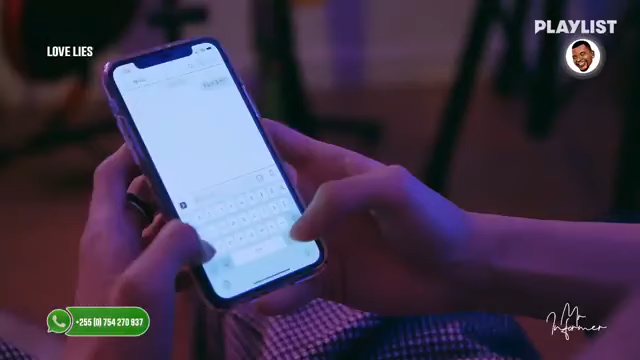 LOVE LIES
PLAYLIST
+255 (0) 754 270 937
Mr
Informer